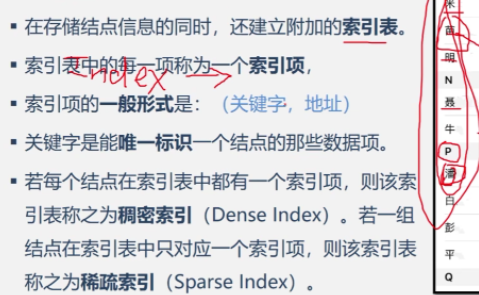 ▪ 在存储结点信息的同时，还建立附加的索引表。
▪ 索引表中的每一项称为一个索引项，
Index
▪ 索引项的一般形式是：（关键字，地址）
▪ 关键字是能唯一标识一个结点的那些数据项。
▪ 若每个结点在索引表中都有一个索引项，则该索
引表称之为稠密索引（Dense Index）。若一组
结点在索引表中只对应一个索引项，则该索引表
称之为稀疏索引（Sparse Index）。
米
苗
明
N
聂
牛
P
潘
白
彭
平
Q